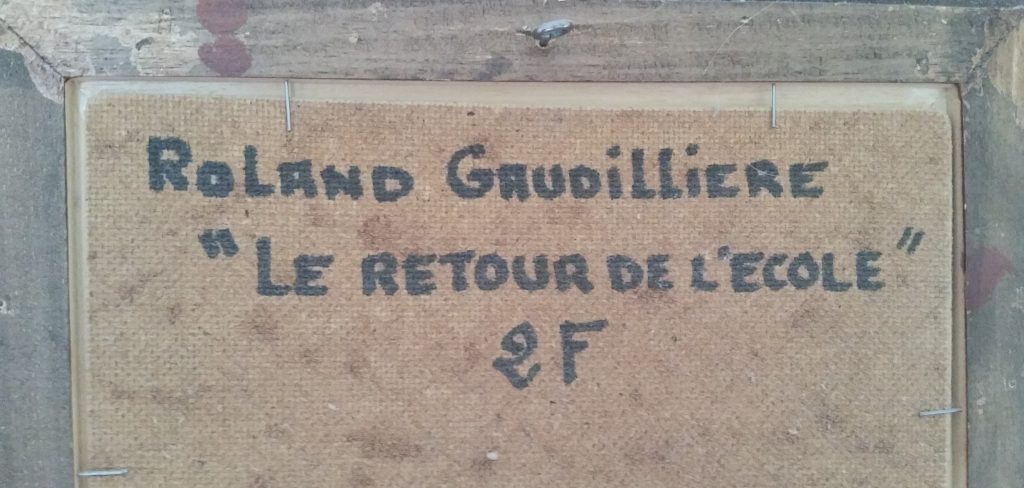 ROLAND GAUDILLIERE
"LE RETOUR DE L'ECOLE"
2F